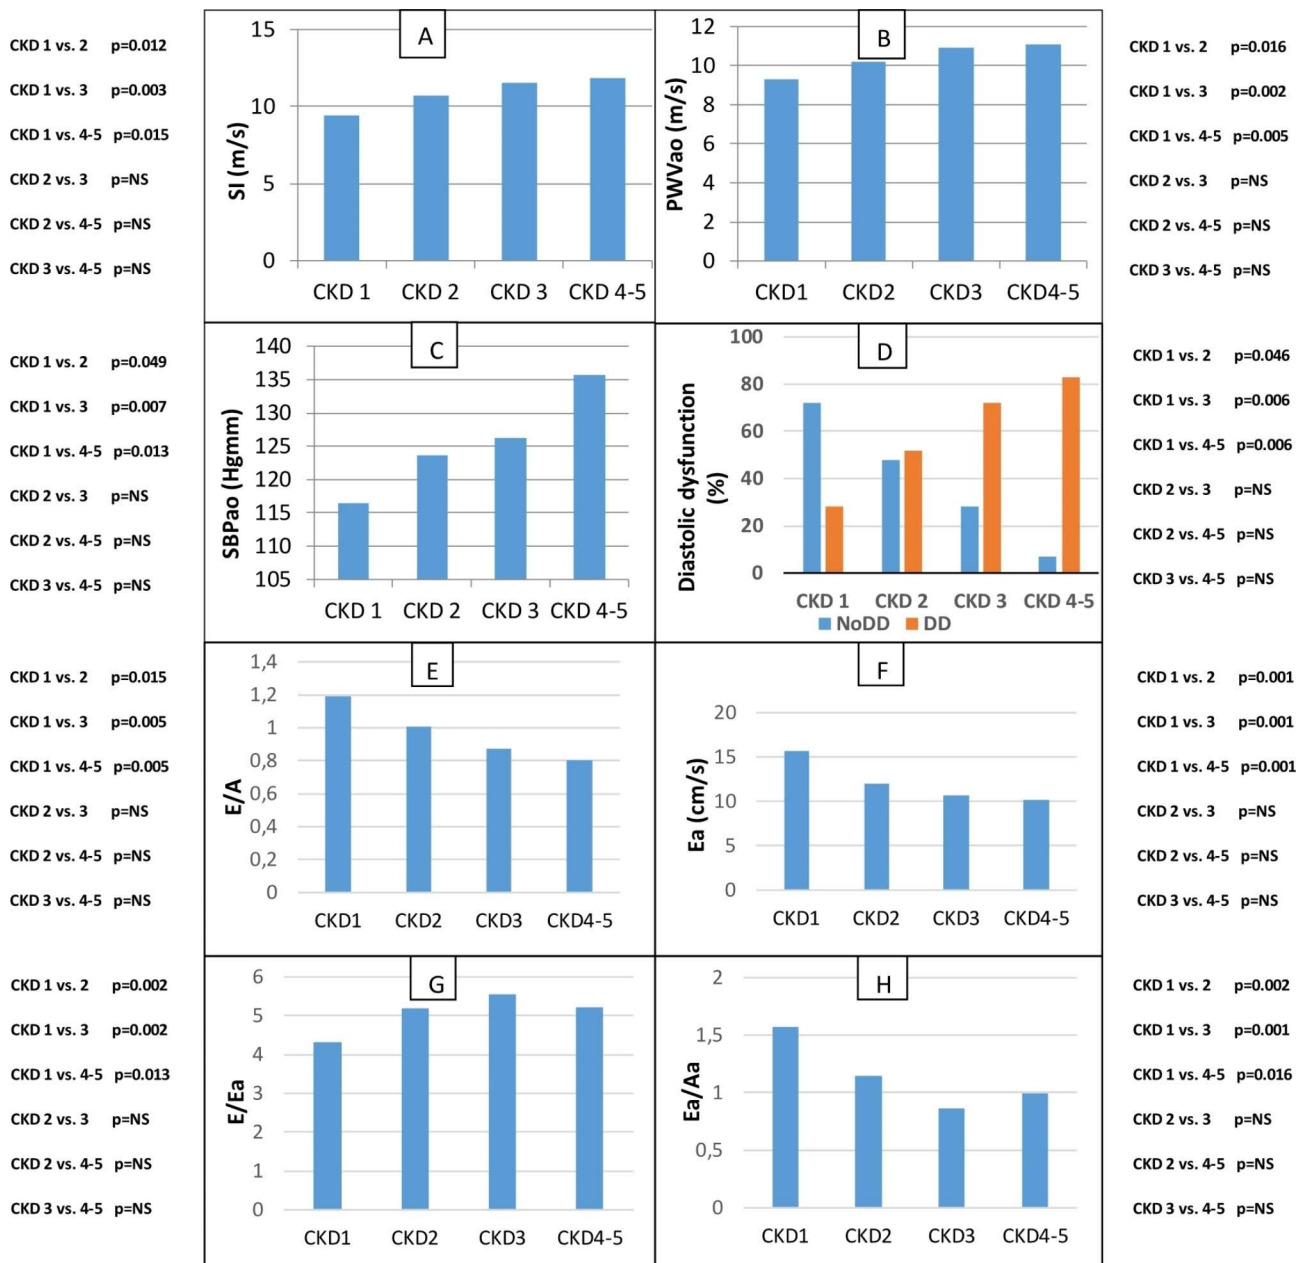 CKD 1 vs. 2 p=0.012
CKD 1 vs. 3 p=0.003
CKD 1 vs. 4-5 p=0.015
CKD 2 vs. 3 p=NS
CKD 2 vs. 4-5 p=NS
CKD 3 vs. 4-5 p=NS
A
SI (m/s)
15
10
5
0
CKD 1 CKD 2 CKD 3 CKD 4-5
B
PWVao (m/s)
12
10
8
6
4
2
0
CKD1 CKD2 CKD3 CKD4-5
CKD 1 vs. 2 p=0.016
CKD 1 vs. 3 p=0.002
CKD 1 vs. 4-5 p=0.005
CKD 2 vs. 3 p=NS
CKD 2 vs. 4-5 p=NS
CKD 3 vs. 4-5 p=NS
CKD 1 vs. 2 p=0.049
CKD 1 vs. 3 p=0.007
CKD 1 vs. 4-5 p=0.013
CKD 2 vs. 3 p=NS
CKD 2 vs. 4-5 p=NS
CKD 3 vs. 4-5 p=NS
C
SBPao (Hgmm)
140
135
130
125
120
115
110
105
CKD 1 CKD 2 CKD 3 CKD 4-5
D
Diastolic dysfunction
(%)
100
80
60
40
20
0
CKD 1 CKD 2 CKD 3 CKD 4-5
NoDD DD
CKD 1 vs. 2 p=0.046
CKD 1 vs. 3 p=0.006
CKD 1 vs. 4-5 p=0.006
CKD 2 vs. 3 p=NS
CKD 2 vs. 4-5 p=NS
CKD 3 vs. 4-5 p=NS
CKD 1 vs. 2 p=0.015
CKD 1 vs. 3 p=0.005
CKD 1 vs. 4-5 p=0.005
CKD 2 vs. 3 p=NS
CKD 2 vs. 4-5 p=NS
CKD 3 vs. 4-5 p=NS
E
E/A
1,4
1,2
1
0,8
0,6
0,4
0,2
0
CKD1 CKD2 CKD3 CKD4-5
F
Ea (cm/s)
20
15
10
5
0
CKD1 CKD2 CKD3 CKD4-5
CKD 1 vs. 2 p=0.001
CKD 1 vs. 3 p=0.001
CKD 1 vs. 4-5 p=0.001
CKD 2 vs. 3 p=NS
CKD 2 vs. 4-5 p=NS
CKD 3 vs. 4-5 p=NS
CKD 1 vs. 2 p=0.002
CKD 1 vs. 3 p=0.002
CKD 1 vs. 4-5 p=0.013
CKD 2 vs. 3 p=NS
CKD 2 vs. 4-5 p=NS
CKD 3 vs. 4-5 p=NS
G
E/Ea
6
5
4
3
2
1
0
CKD1 CKD2 CKD3 CKD4-5
H
Ea/Aa
2
1,5
1
0,5
0
CKD1 CKD2 CKD3 CKD4-5
CKD 1 vs. 2 p=0.002
CKD 1 vs. 3 p=0.001
CKD 1 vs. 4-5 p=0.016
CKD 2 vs. 3 p=NS
CKD 2 vs. 4-5 p=NS
CKD 3 vs. 4-5 p=NS